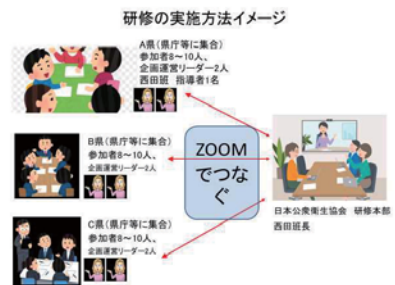 研修の実施方法イメージ
A県（県庁等に集合）
参加者8～10人、
企画運営リーダー2人
西田班　指導者1名
B県（県庁等に集合）
参加者8～10人、
企画運営リーダー2人
C県（県庁等に集合）
参加者8～10人、
企画運営リーダー2人
ZOOM
でつな
ぐ
日本公衆衛生協会　研修本部
西田班長